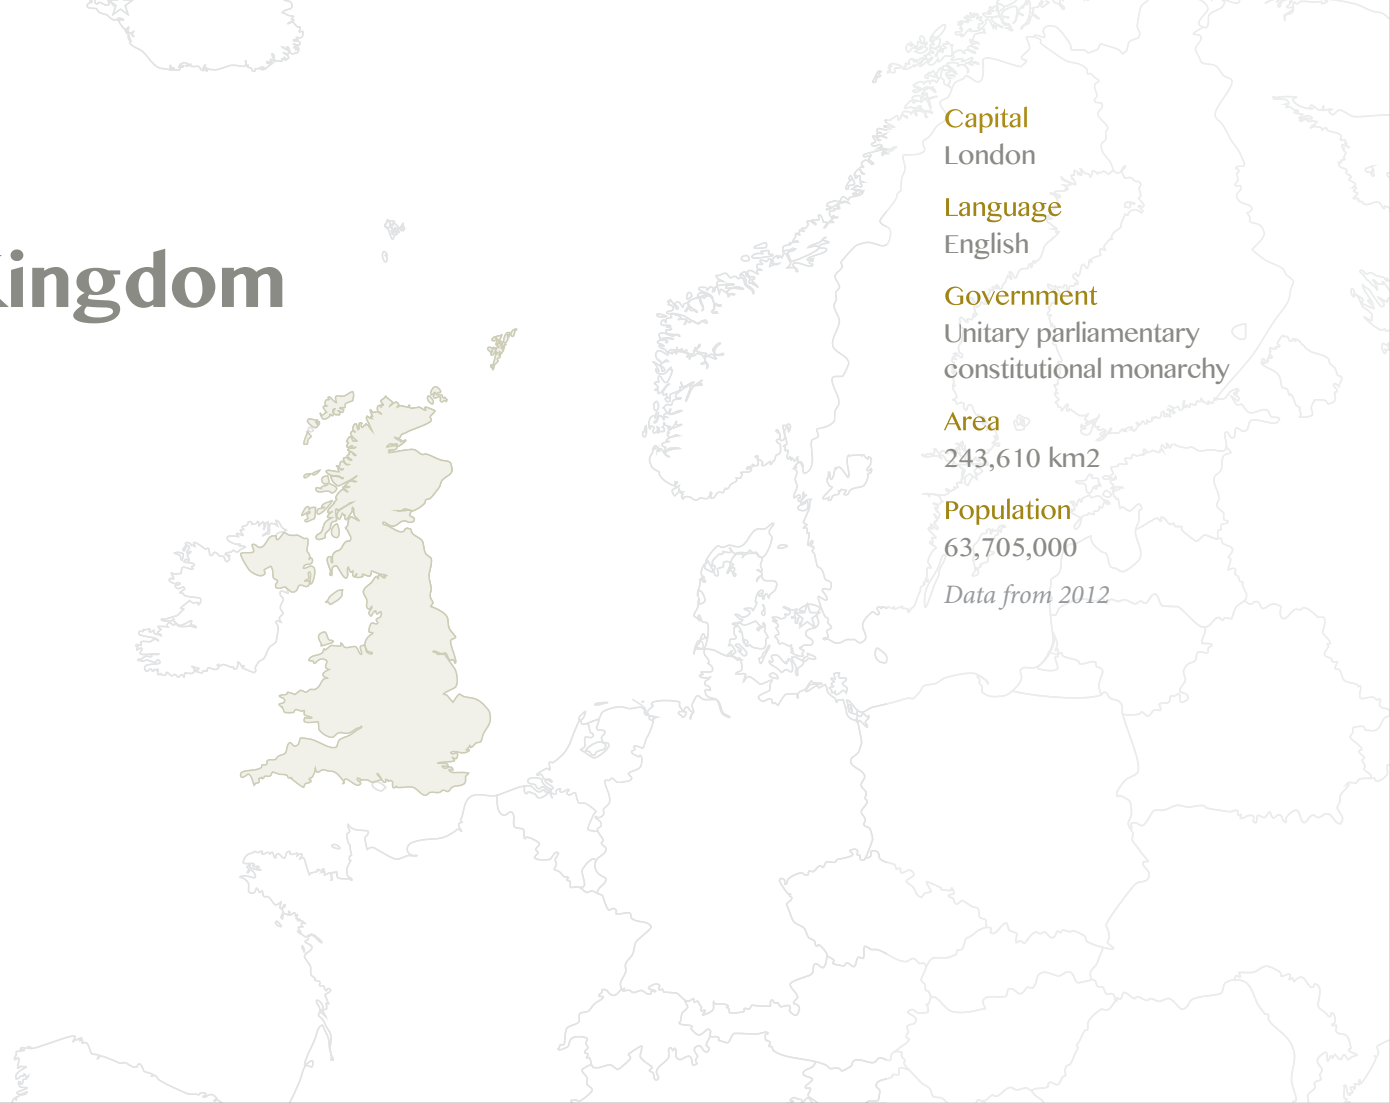 Kingdom
Capital
London
Language
English
Government
Unitary parliamentary
constitutional monarchy
Area
243,610 km2
Population
63,705,000
Data from 2012